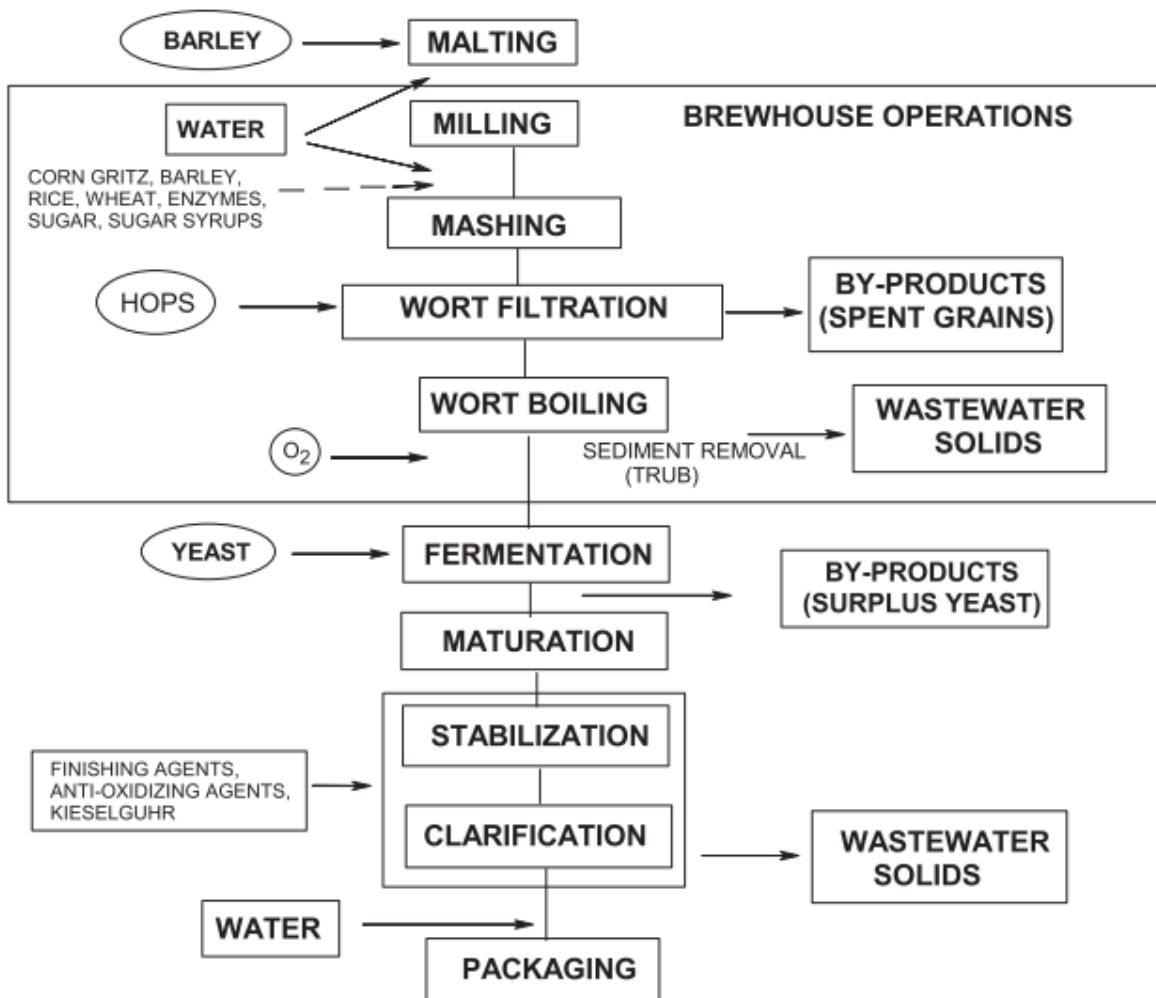 BARLEY
MALTING
BREWHOUSE OPERATIONS
WATER
MILLING
CORN GRITZ, BARLEY,
RICE, WHEAT, ENZYMES,
SUGAR, SUGAR SYRUPS
MASHING
HOPS
WORT FILTRATION
BY-PRODUCTS
(SPENT GRAINS)
WORT BOILING
WASTEWATER
SOLIDS
O2
SEDIMENT REMOVAL
(TRUB)
YEAST
FERMENTATION
BY-PRODUCTS
(SURPLUS YEAST)
MATURATION
STABILIZATION
FINISHING AGENTS,
ANTI-OXIDIZING AGENTS,
KIESELGUHR
CLARIFICATION
WASTEWATER
SOLIDS
WATER
PACKAGING